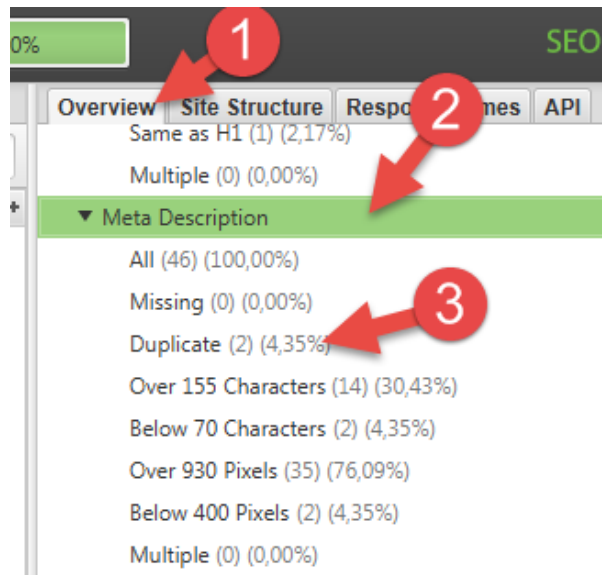 0%
1
SEO
Overview Site Structure Respo mes API
2
Same as H1 (1) (2,17%)
Multiple (0) (0,00%)
+
▼ Meta Description
All (46) (100,00%)
Missing (0) (0,00%)
3
Duplicate (2) (4,35%)
Over 155 Characters (14) (30,43%)
Below 70 Characters (2) (4,35%)
Over 930 Pixels (35) (76,09%)
Below 400 Pixels (2) (4,35%)
Multiple (0) (0,00%)